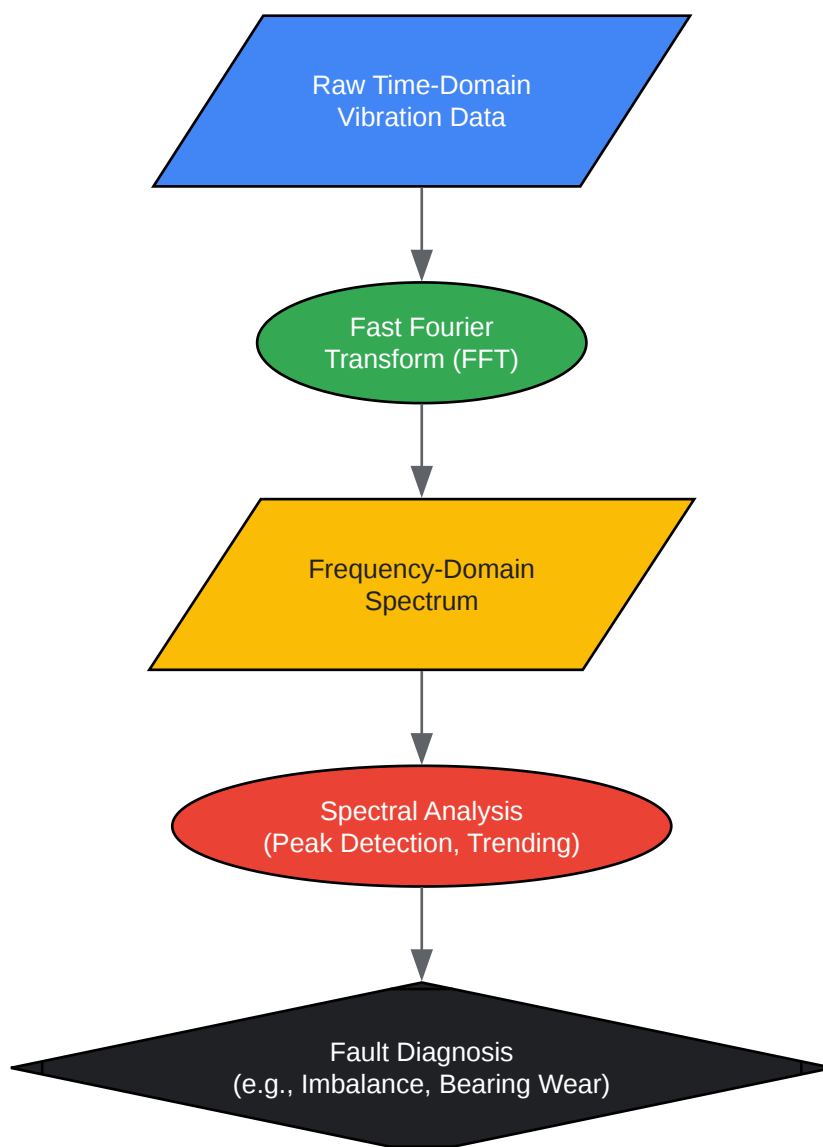 Raw Time-Domain
Vibration Data
Fast Fourier
Transform (FFT)
Frequency-Domain
Spectrum
Spectral Analysis
(Peak Detection, Trending)
Fault Diagnosis
(e.g., Imbalance, Bearing Wear)